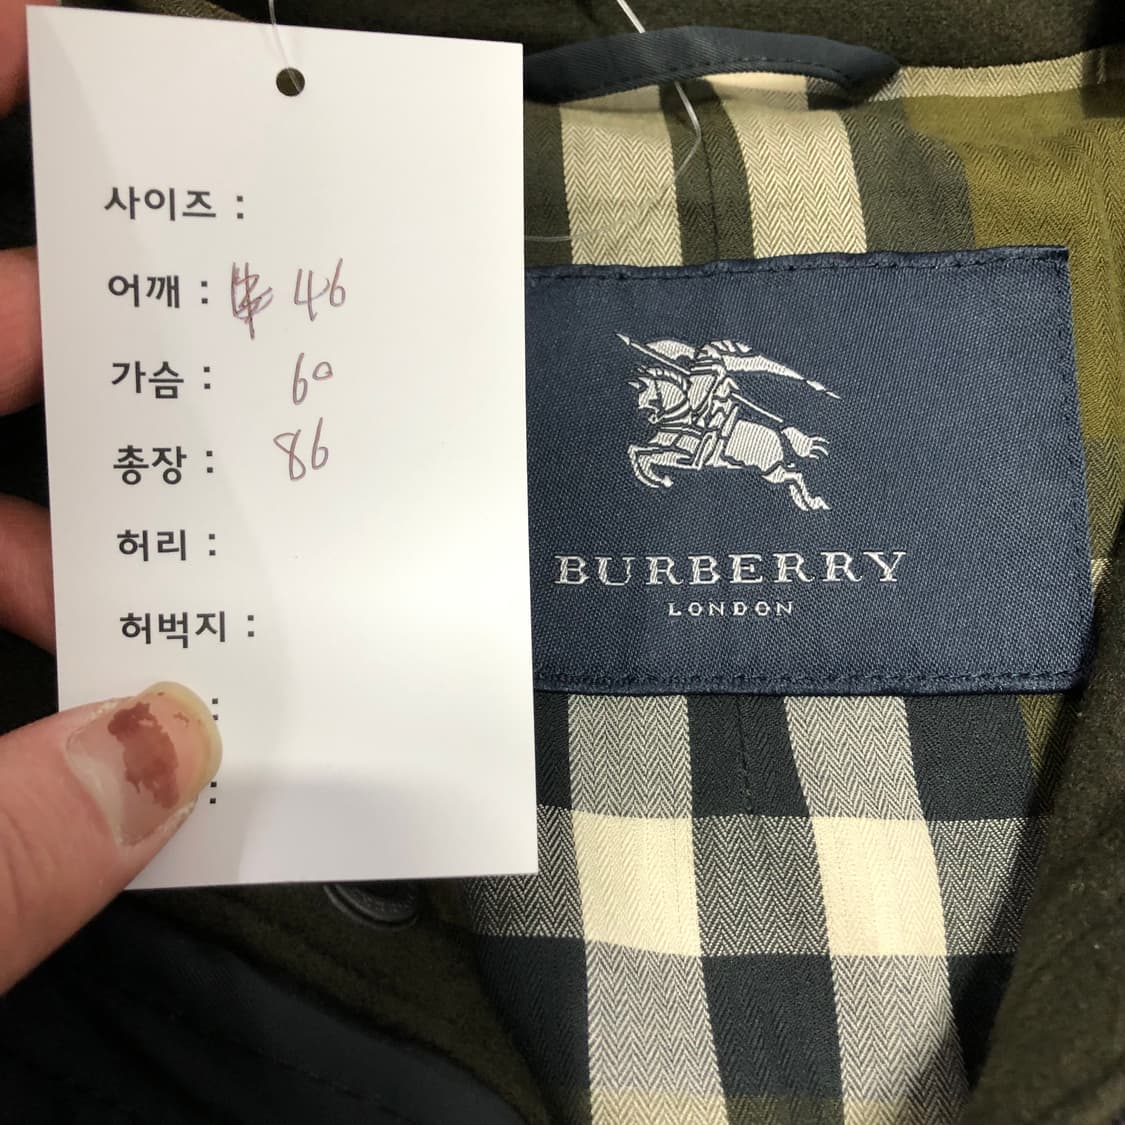 사이즈 :
어깨 : 46
가슴 : 60
총장 : 86
허리 :
허벅지 :
:
:
BURBERRY
LONDON